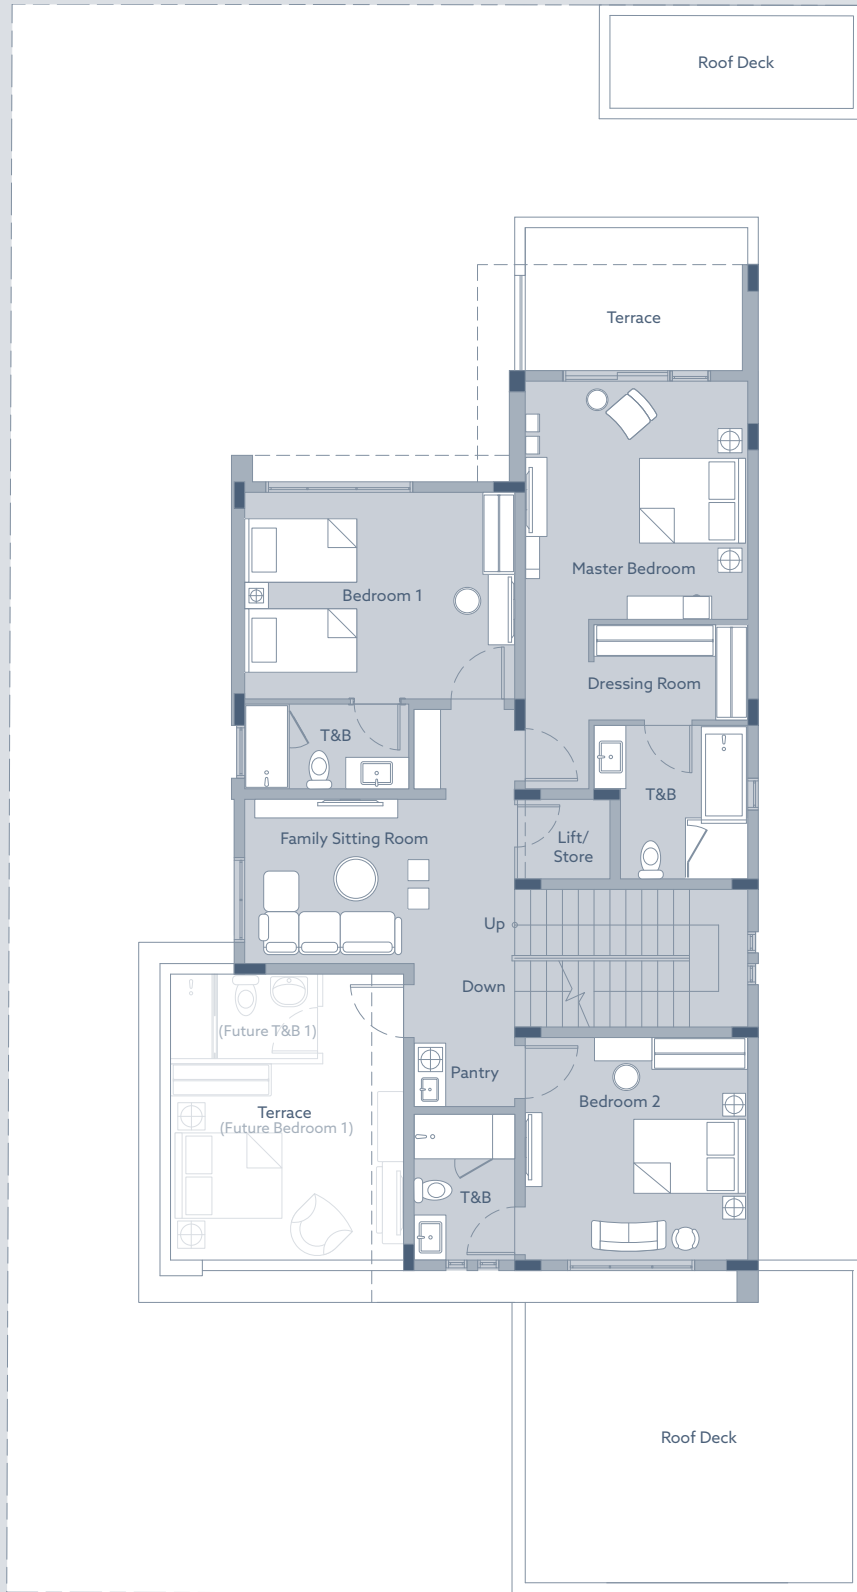 Roof Deck
Terrace
Master Bedroom
Bedroom 1
Dressing Room
T&B
T&B
Family Sitting Room
Lift/
Store
Up
Down
(Future T&B 1)
Pantry
Bedroom 2
Terrace
(Future Bedroom 1)
T&B
Roof Deck